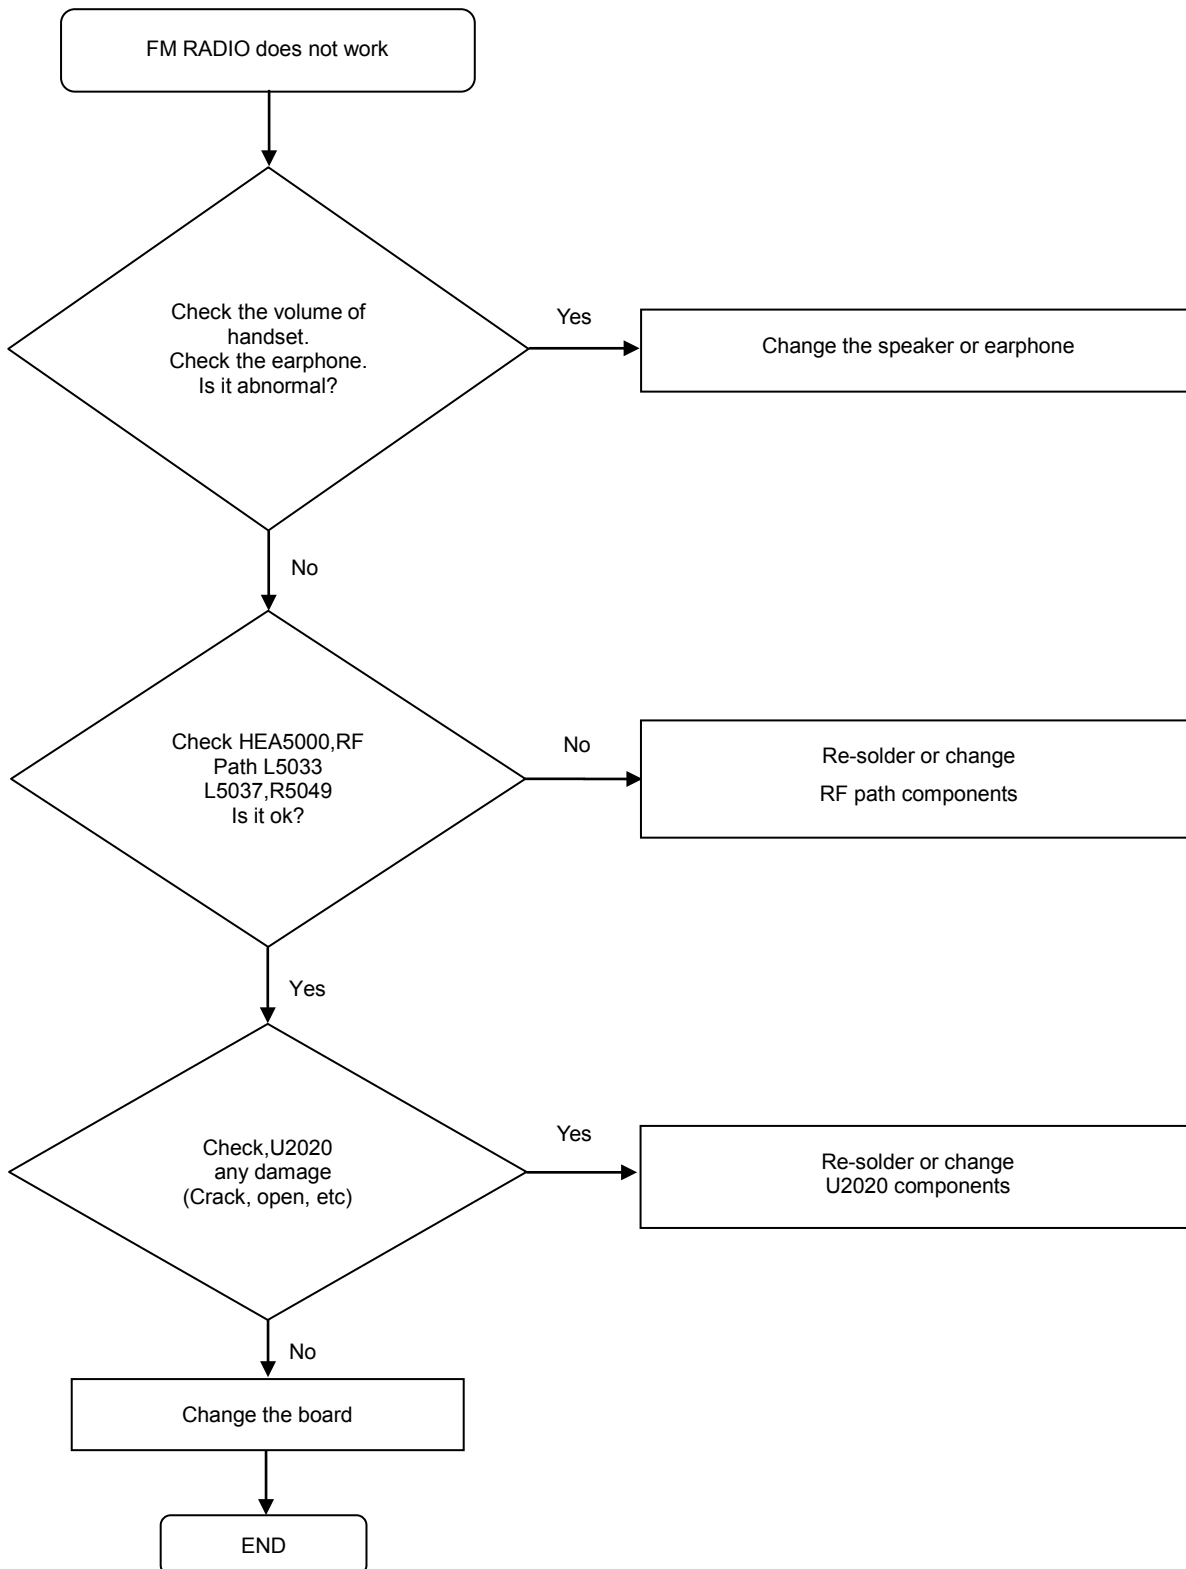 FM RADIO does not work
Check the volume of
handset.
Check the earphone.
Is it abnormal?
Yes
Change the speaker or earphone
No
Check HEA5000,RF
Path L5033
L5037,R5049
Is it ok?
No
Re-solder or change
RF path components
Yes
Check,U2020
any damage
(Crack, open, etc)
Yes
Re-solder or change
U2020 components
No
Change the board
END